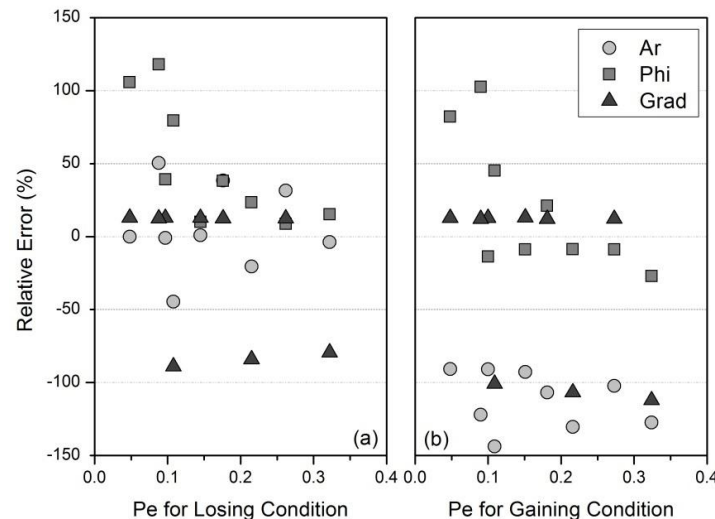 150
100
50
0
-50
-100
-150
Relative Error (%)
(a)
0.0 0.1 0.2 0.3 0.4
Pe for Losing Condition
Ar
Phi
Grad
(b)
0.0 0.1 0.2 0.3 0.4
Pe for Gaining Condition